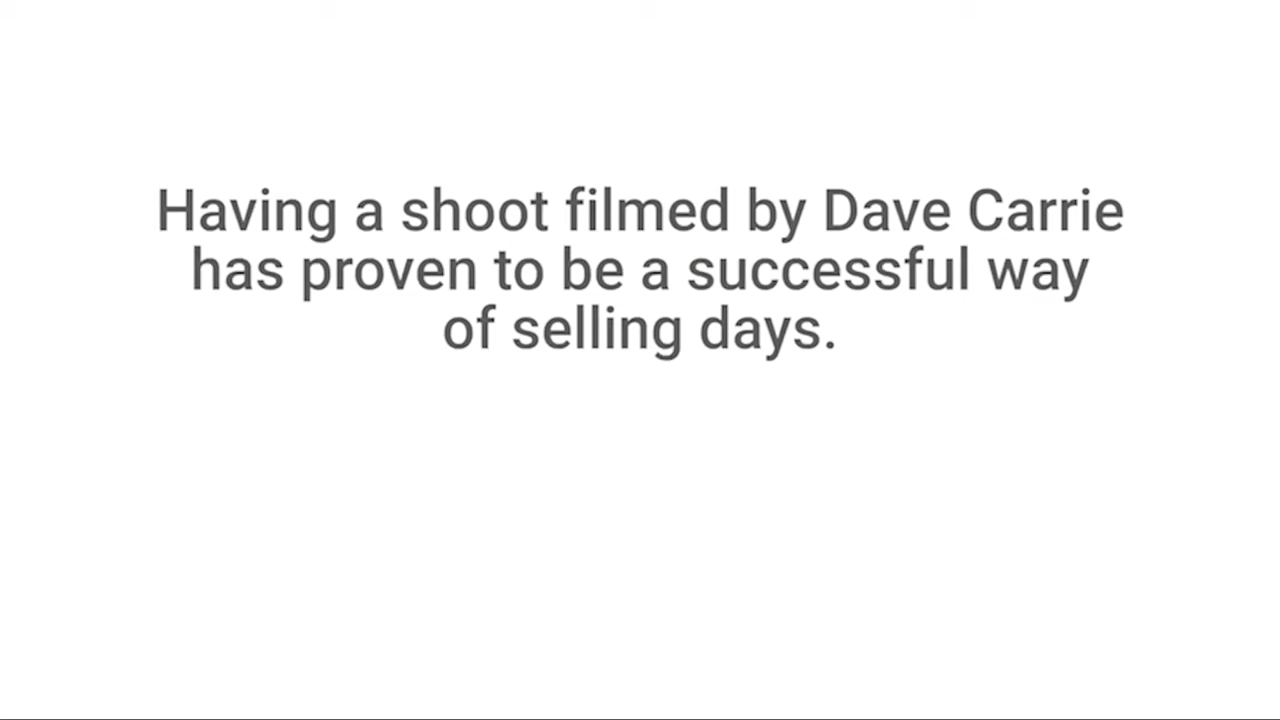 Having a shoot filmed by Dave Carrie
has proven to be a successful way
of selling days.